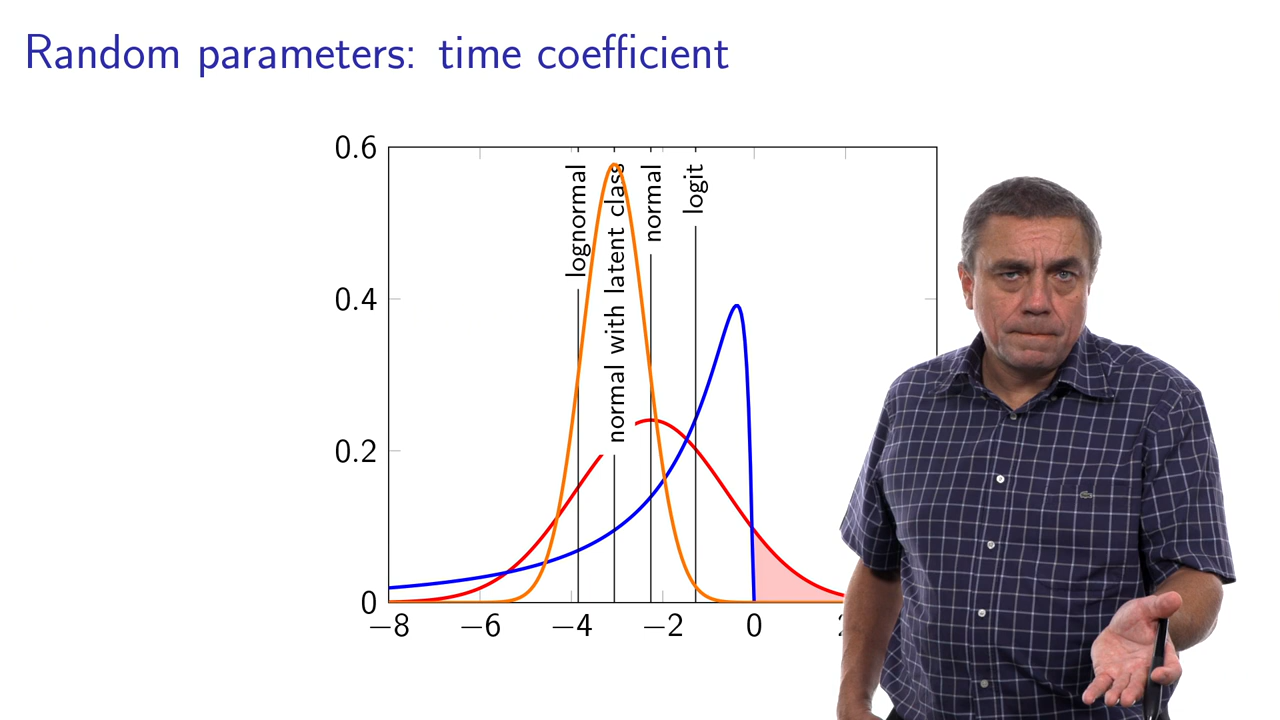 Random parameters: time coefficient
0.6
0.4
0.2
0
lognormal
normal with latent class
normal
logit
−8 −6 −4 −2 0 2